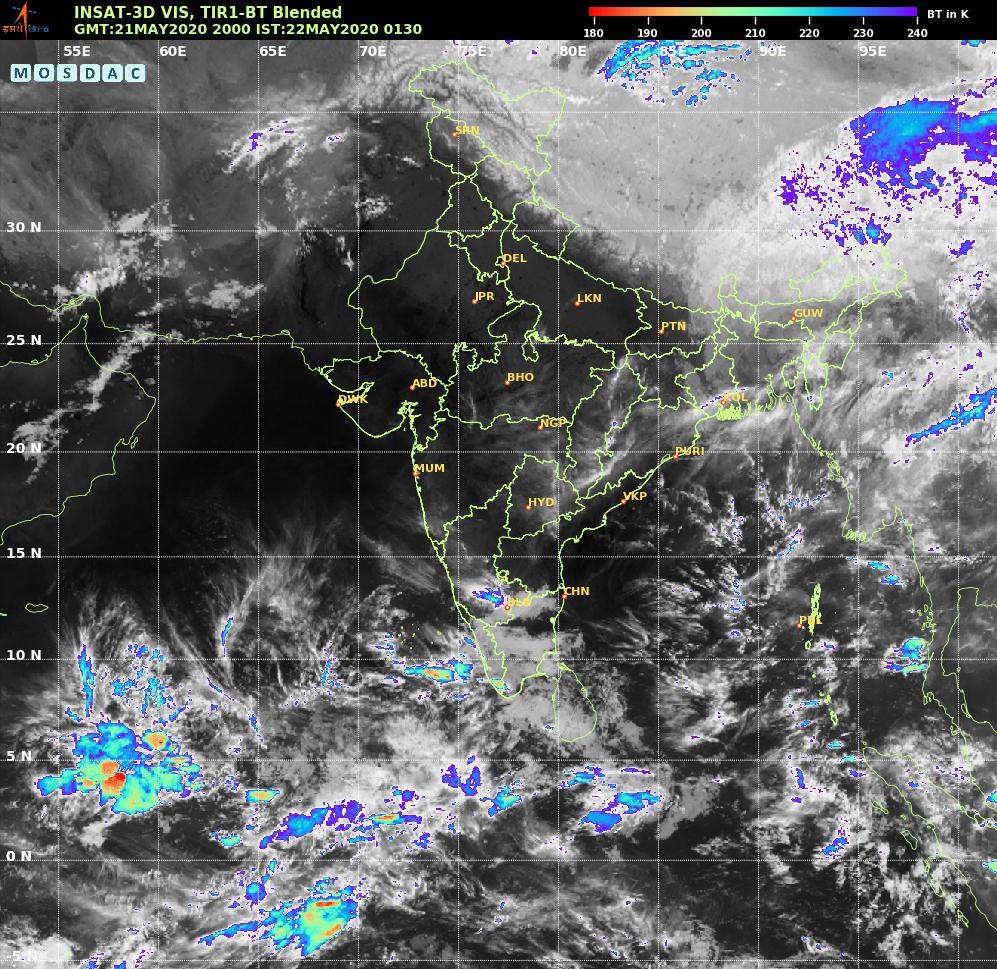 INSAT-3D VIS, TIR1-BT Blended
GMT:21MAY2020 2000 IST:22MAY2020 0130
BT in K
180 190 200 210 220 230 240
55E 60E 65E 70E 75E 80E 85E 90E 95E
MOSDAC
SRN
30 N
DEL
JPR
LKN
GUW
PTN
25 N
BHO
ABD
DWK
KOL
NGP
20 N
PURI
MUM
VKP
HYD
15 N
CHN
BLG
PBL
10 N
5 N
0 N
-5 N